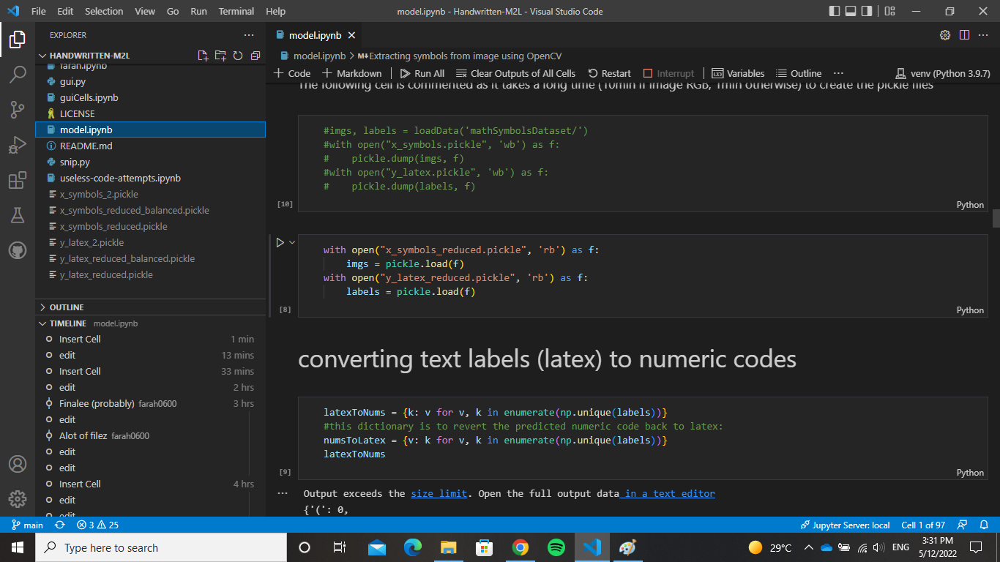 File Edit Selection View Go Run Terminal Help
model.ipynb - Handwritten-M2L - Visual Studio Code
EXPLORER
HANDWRITTEN-M2L
faran.ipynb
gui.py
guiCells.ipynb
LICENSE
model.ipynb
README.md
snip.py
useless-code-attempts.ipynb
x_symbols_2.pickle
x_symbols_reduced_balanced.pickle
x_symbols_reduced.pickle
y_latex_2.pickle
y_latex_reduced_balanced.pickle
y_latex_reduced.pickle
OUTLINE
TIMELINE model.ipynb
Insert Cell 1 min
edit 13 mins
Insert Cell 33 mins
edit 2 hrs
Finalee (probably) farah0600 3 hrs
edit
Alot of filez farah0600
edit
edit
Insert Cell 4 hrs
edit
edit
model.ipynb
model.ipynb > M↓Extracting symbols from image using OpenCV
+ Code + Markdown Run All Clear Outputs of All Cells Restart Interrupt Variables Outline ... venv (Python 3.9.7)
The following cell is commented as it takes a long time (10min if image RGB, 1min otherwise) to create the pickle files
#imgs, labels = loadData('mathSymbolsDataset/')
#with open("x_symbols.pickle", 'wb') as f:
#    pickle.dump(imgs, f)
#with open("y_latex.pickle", 'wb') as f:
#    pickle.dump(labels, f)
[10] Python
with open("x_symbols_reduced.pickle", 'rb') as f:
    imgs = pickle.load(f)
with open("y_latex_reduced.pickle", 'rb') as f:
    labels = pickle.load(f)
[8] Python
converting text labels (latex) to numeric codes
latexToNums = {k: v for v, k in enumerate(np.unique(labels))}
#this dictionary is to revert the predicted numeric code back to latex:
numsToLatex = {v: k for v, k in enumerate(np.unique(labels))}
latexToNums
[9] Python
... Output exceeds the size limit. Open the full output data in a text editor
{'(': 0,
main 3 25 Jupyter Server: local Cell 1 of 97
Type here to search
29°C ENG
3:31 PM
5/12/2022